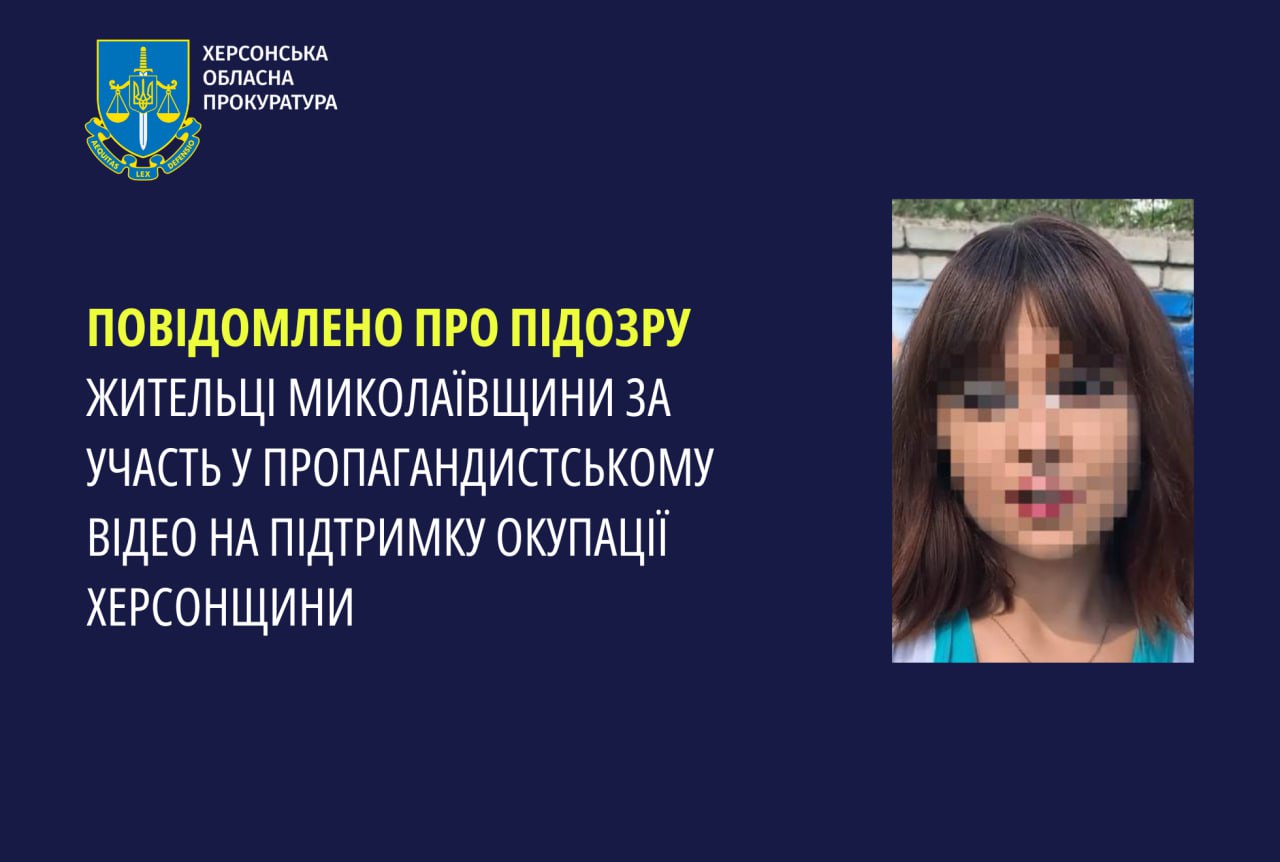 ХЕРСОНСЬКА
ОБЛАСНА
ПРОКУРАТУРА
AEQUITAS LEX DEFENSIO
ПОВІДОМЛЕНО ПРО ПІДОЗРУ
ЖИТЕЛЬЦІ МИКОЛАЇВЩИНИ ЗА
УЧАСТЬ У ПРОПАГАНДИСТСЬКОМУ
ВІДЕО НА ПІДТРИМКУ ОКУПАЦІЇ
ХЕРСОНЩИНИ